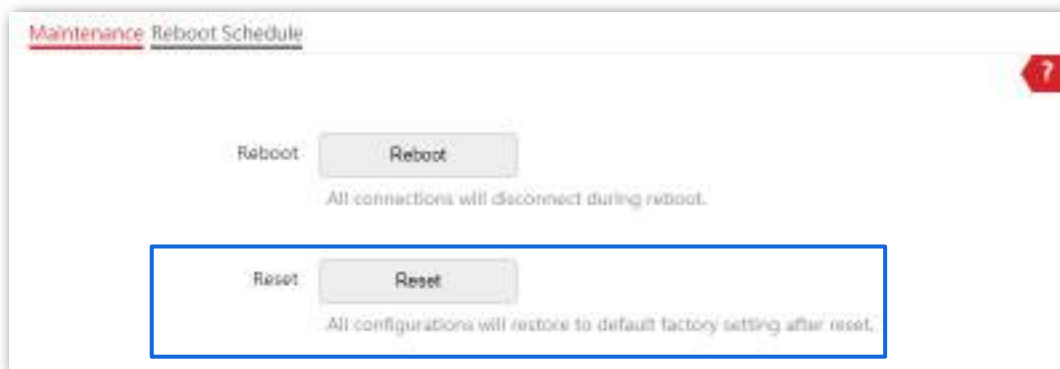 Maintenance Reboot Schedule
?
Reboot Reboot
All connections will disconnect during reboot.
Reset Reset
All configurations will restore to default factory setting after reset.